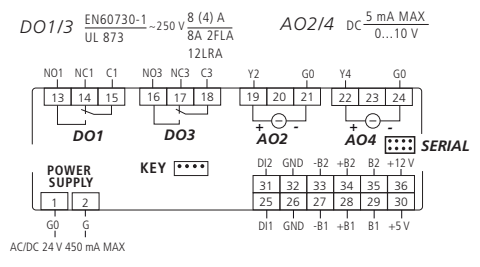 DO1/3 EN60730-1 ~250 V 8 (4) A AO2/4 DC 5 mA MAX
UL 873 8A 2FLA 0...10 V
12LRA
NO1 NC1 C1 NO3 NC3 C3 Y2 G0 Y4 G0
13 14 15 16 17 18 19 20 21 22 23 24
+ - + -
DO1 DO3 AO2 AO4 SERIAL
POWER SUPPLY KEY DI2 GND -B2 +B2 B2 +12 V
31 32 33 34 35 36
1 2 25 26 27 28 29 30
G0 G DI1 GND -B1 +B1 B1 +5 V
AC/DC 24 V 450 mA MAX